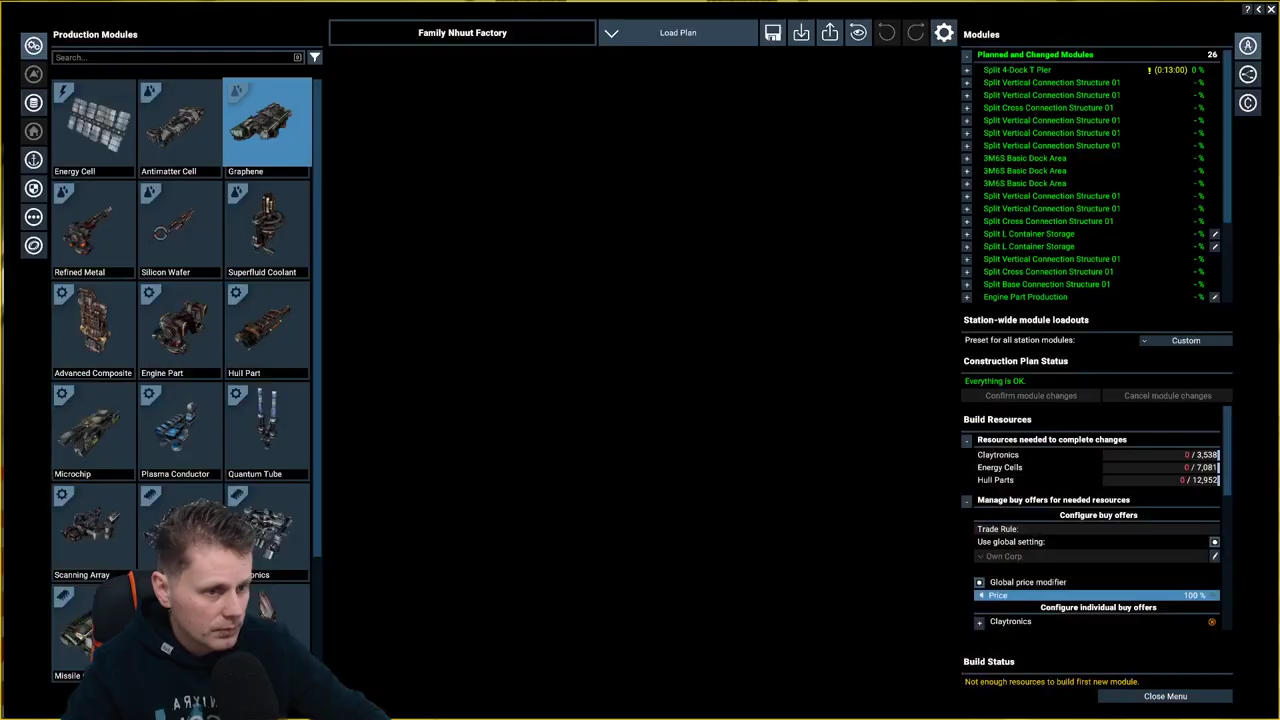 Production Modules
Search...
Energy Cell
Antimatter Cell
Graphene
Refined Metal
Silicon Wafer
Superfluid Coolant
Advanced Composite
Engine Part
Hull Part
Microchip
Plasma Conductor
Quantum Tube
Scanning Array
Missile
Family Nhuut Factory
Load Plan
Modules
- Planned and Changed Modules 26
+ Split 4-Dock T Pier ! (0:13:00) 0 %
+ Split Vertical Connection Structure 01 - %
+ Split Vertical Connection Structure 01 - %
+ Split Cross Connection Structure 01 - %
+ Split Vertical Connection Structure 01 - %
+ Split Vertical Connection Structure 01 - %
+ Split Vertical Connection Structure 01 - %
+ 3M6S Basic Dock Area - %
+ 3M6S Basic Dock Area - %
+ 3M6S Basic Dock Area - %
+ Split Vertical Connection Structure 01 - %
+ Split Vertical Connection Structure 01 - %
+ Split Cross Connection Structure 01 - %
+ Split L Container Storage - %
+ Split L Container Storage - %
+ Split Vertical Connection Structure 01 - %
+ Split Cross Connection Structure 01 - %
+ Split Base Connection Structure 01 - %
+ Engine Part Production - %
Station-wide module loadouts
Preset for all station modules: Custom
Construction Plan Status
Everything is OK.
Confirm module changes Cancel module changes
Build Resources
- Resources needed to complete changes
Claytronics 0 / 3,538
Energy Cells 0 / 7,081
Hull Parts 0 / 12,952
- Manage buy offers for needed resources
Configure buy offers
Trade Rule:
Use global setting:
Own Corp
Global price modifier
Price 100 %
Configure individual buy offers
+ Claytronics
Build Status
Not enough resources to build first new module.
Close Menu